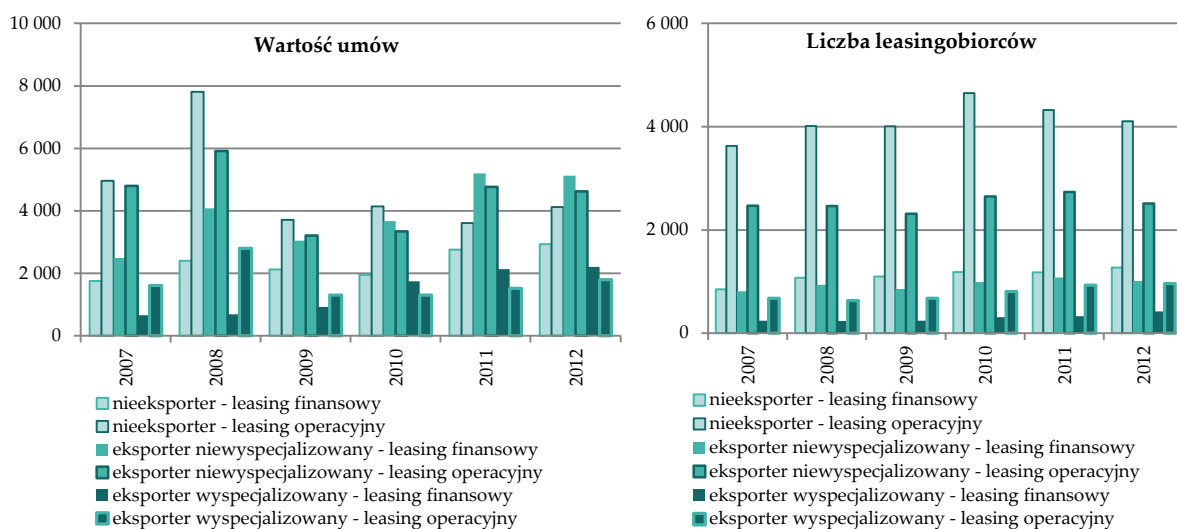 Wartość umów
10 000
8 000
6 000
4 000
2 000
0
2007
2008
2009
2010
2011
2012
nieeksporter - leasing finansowy
nieeksporter - leasing operacyjny
eksporter niewyspecjalizowany - leasing finansowy
eksporter niewyspecjalizowany - leasing operacyjny
eksporter wyspecjalizowany - leasing finansowy
eksporter wyspecjalizowany - leasing operacyjny
Liczba leasingobiorców
6 000
4 000
2 000
0
2007
2008
2009
2010
2011
2012
nieeksporter - leasing finansowy
nieeksporter - leasing operacyjny
eksporter niewyspecjalizowany - leasing finansowy
eksporter niewyspecjalizowany - leasing operacyjny
eksporter wyspecjalizowany - leasing finansowy
eksporter wyspecjalizowany - leasing operacyjny